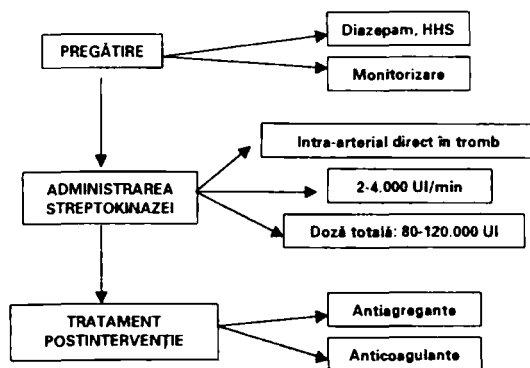 PREGĂTIRE
Diazepam, HHS
Monitorizare
ADMINISTRAREA
STREPTOKINAZEI
Intra-arterial direct în tromb
2-4.000 UI/min
Doză totală: 80-120.000 UI
TRATAMENT
POSTINTERVENȚIE
Antiagregante
Anticoagulante